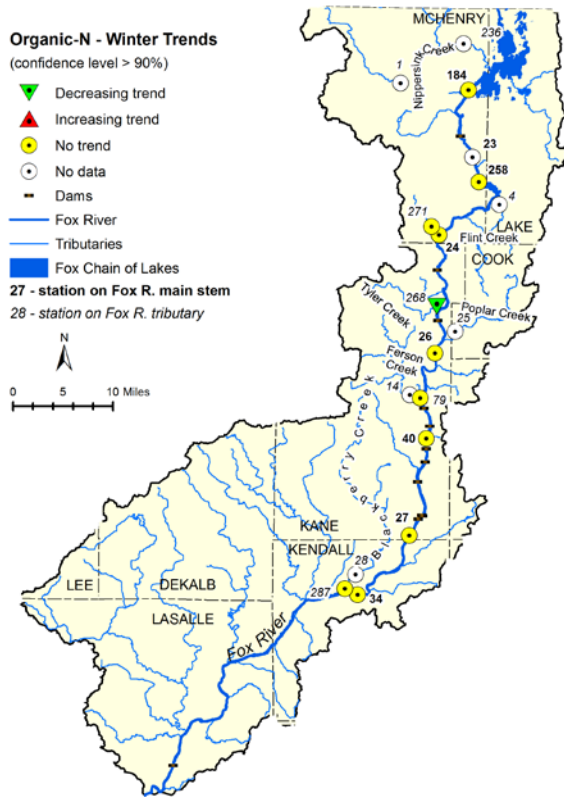 Organic-N - Winter Trends
(confidence level > 90%)
Decreasing trend
Increasing trend
No trend
No data
Dams
Fox River
Tributaries
Fox Chain of Lakes
27 - station on Fox R. main stem
28 - station on Fox R. tributary
N
0 5 10 Miles
MCHENRY
236
Nippersink Creek
1
184
23
258
4
271
LAKE
Flint Creek
24
COOK
268
Tyler Creek
Poplar Creek
25
26
Ferson Creek
14
79
40
Blackberry Creek
27
KANE
KENDALL
28
LEE
DEKALB
287
34
LASALLE
Fox River